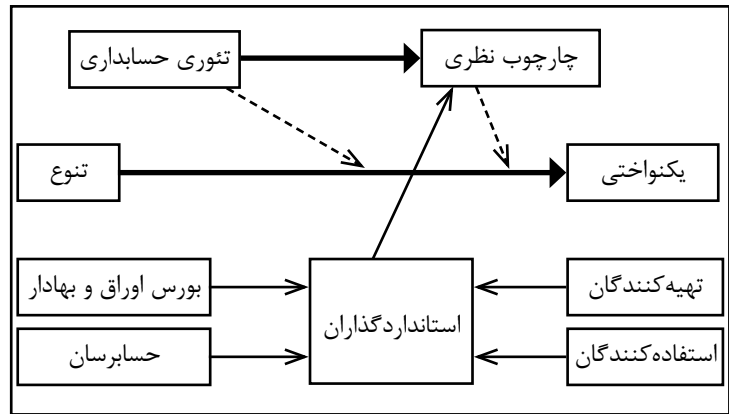 چارچوب نظری
تئوری حسابداری
یکنواختی
تنوع
تهیه‌کنندگان
استانداردگذاران
بورس اوراق و بهادار
استفاده‌کنندگان
حسابرسان